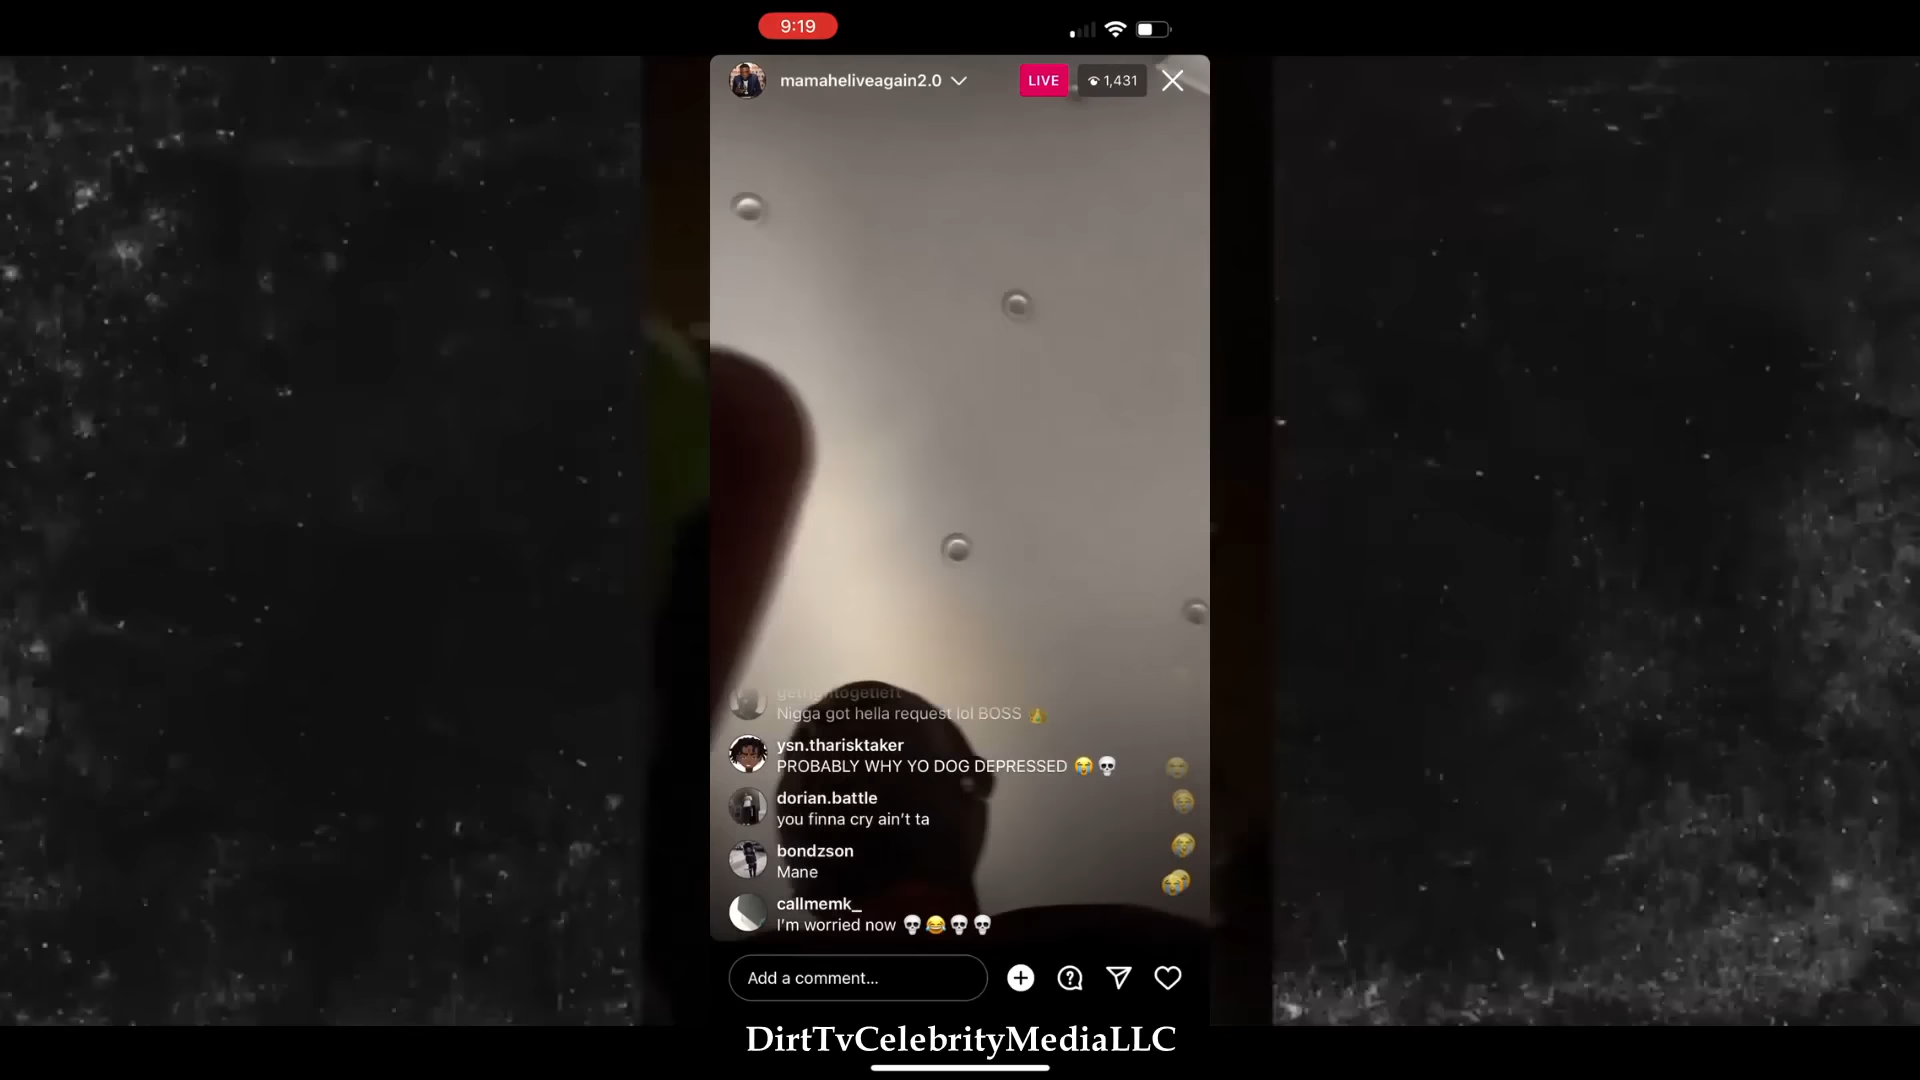 9:19
mamaheliveagain2.0
LIVE
1,431
getrightogetleft
Nigga got hella request lol BOSS
ysn.tharisktaker
PROBABLY WHY YO DOG DEPRESSED 😭💀
dorian.battle
you finna cry ain't ta
bondzson
Mane
callmemk_
I'm worried now 💀😂💀💀
Add a comment...
DirtTvCelebrityMediaLLC